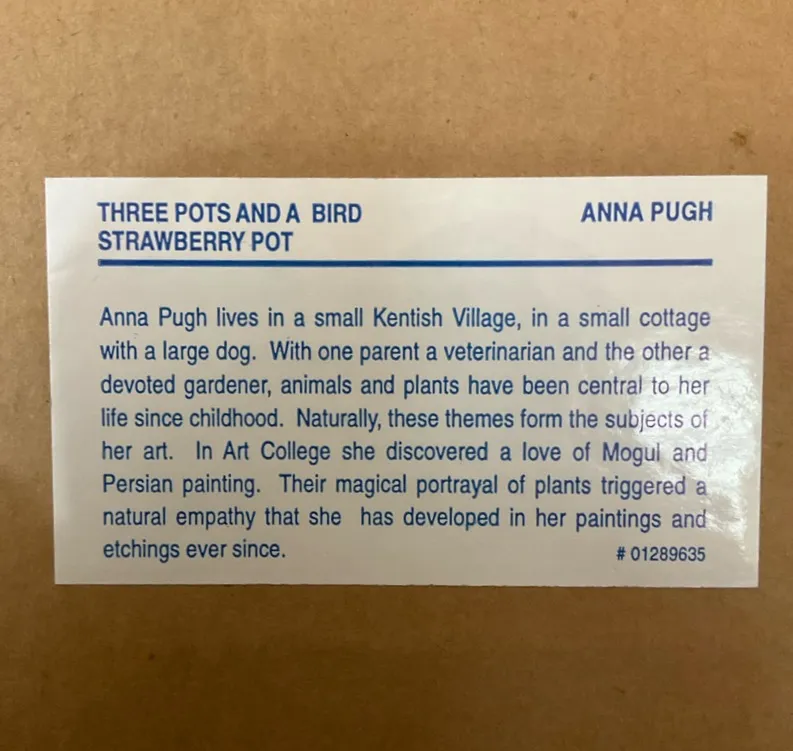 THREE POTS AND A BIRD
ANNA PUGH
STRAWBERRY POT
Anna Pugh lives in a small Kentish Village, in a small cottage
with a large dog. With one parent a veterinarian and the other a
devoted gardener, animals and plants have been central to her
life since childhood. Naturally, these themes form the subjects of
her art. In Art College she discovered a love of Mogul and
Persian painting. Their magical portrayal of plants triggered a
natural empathy that she has developed in her paintings and
etchings ever since.
# 01289635